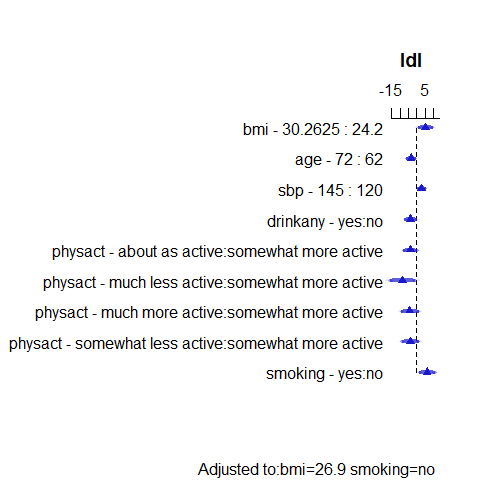 ldl
-15 5
bmi - 30.2625 : 24.2
age - 72 : 62
sbp - 145 : 120
drinkany - yes:no
physact - about as active:somewhat more active
physact - much less active:somewhat more active
physact - much more active:somewhat more active
physact - somewhat less active:somewhat more active
smoking - yes:no
Adjusted to:bmi=26.9 smoking=no